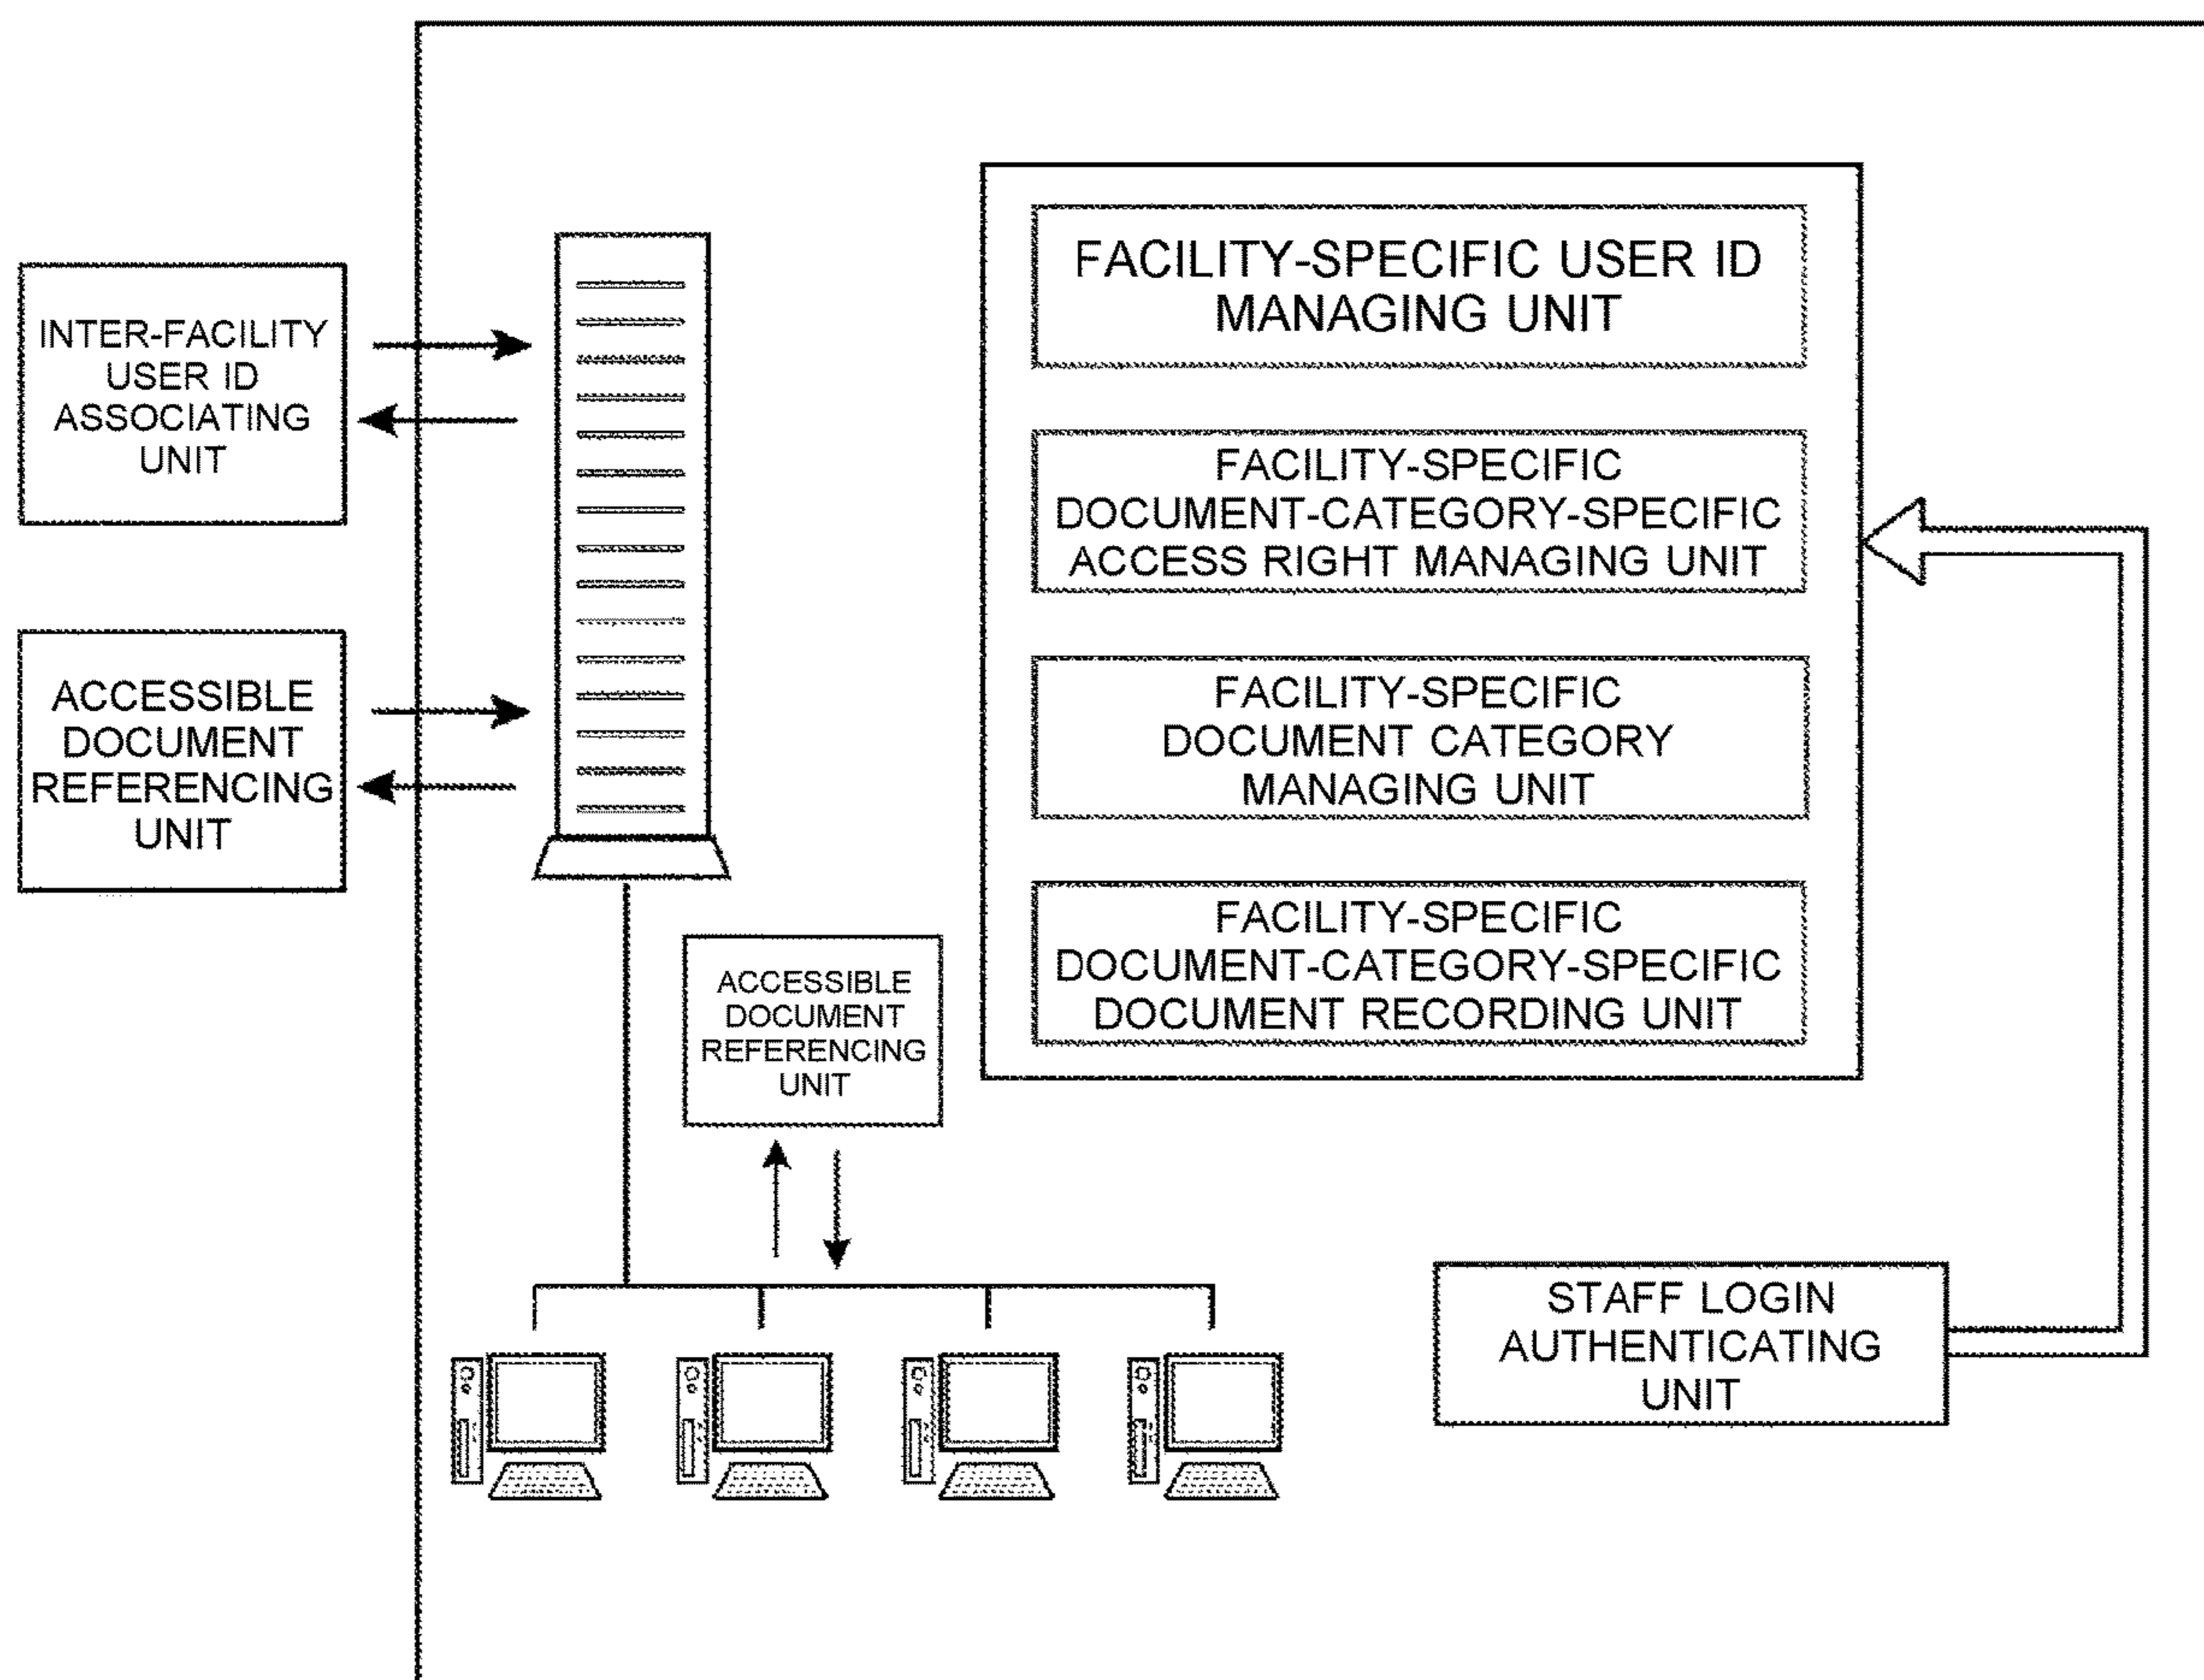 INTER-FACILITY
USER ID
ASSOCIATING
UNIT
ACCESSIBLE
DOCUMENT
REFERENCING
UNIT
FACILITY-SPECIFIC USER ID
MANAGING UNIT
FACILITY-SPECIFIC
DOCUMENT-CATEGORY-SPECIFIC
ACCESS RIGHT MANAGING UNIT
FACILITY-SPECIFIC
DOCUMENT CATEGORY
MANAGING UNIT
FACILITY-SPECIFIC
DOCUMENT-CATEGORY-SPECIFIC
DOCUMENT RECORDING UNIT
ACCESSIBLE
DOCUMENT
REFERENCING
UNIT
STAFF LOGIN
AUTHENTICATING
UNIT